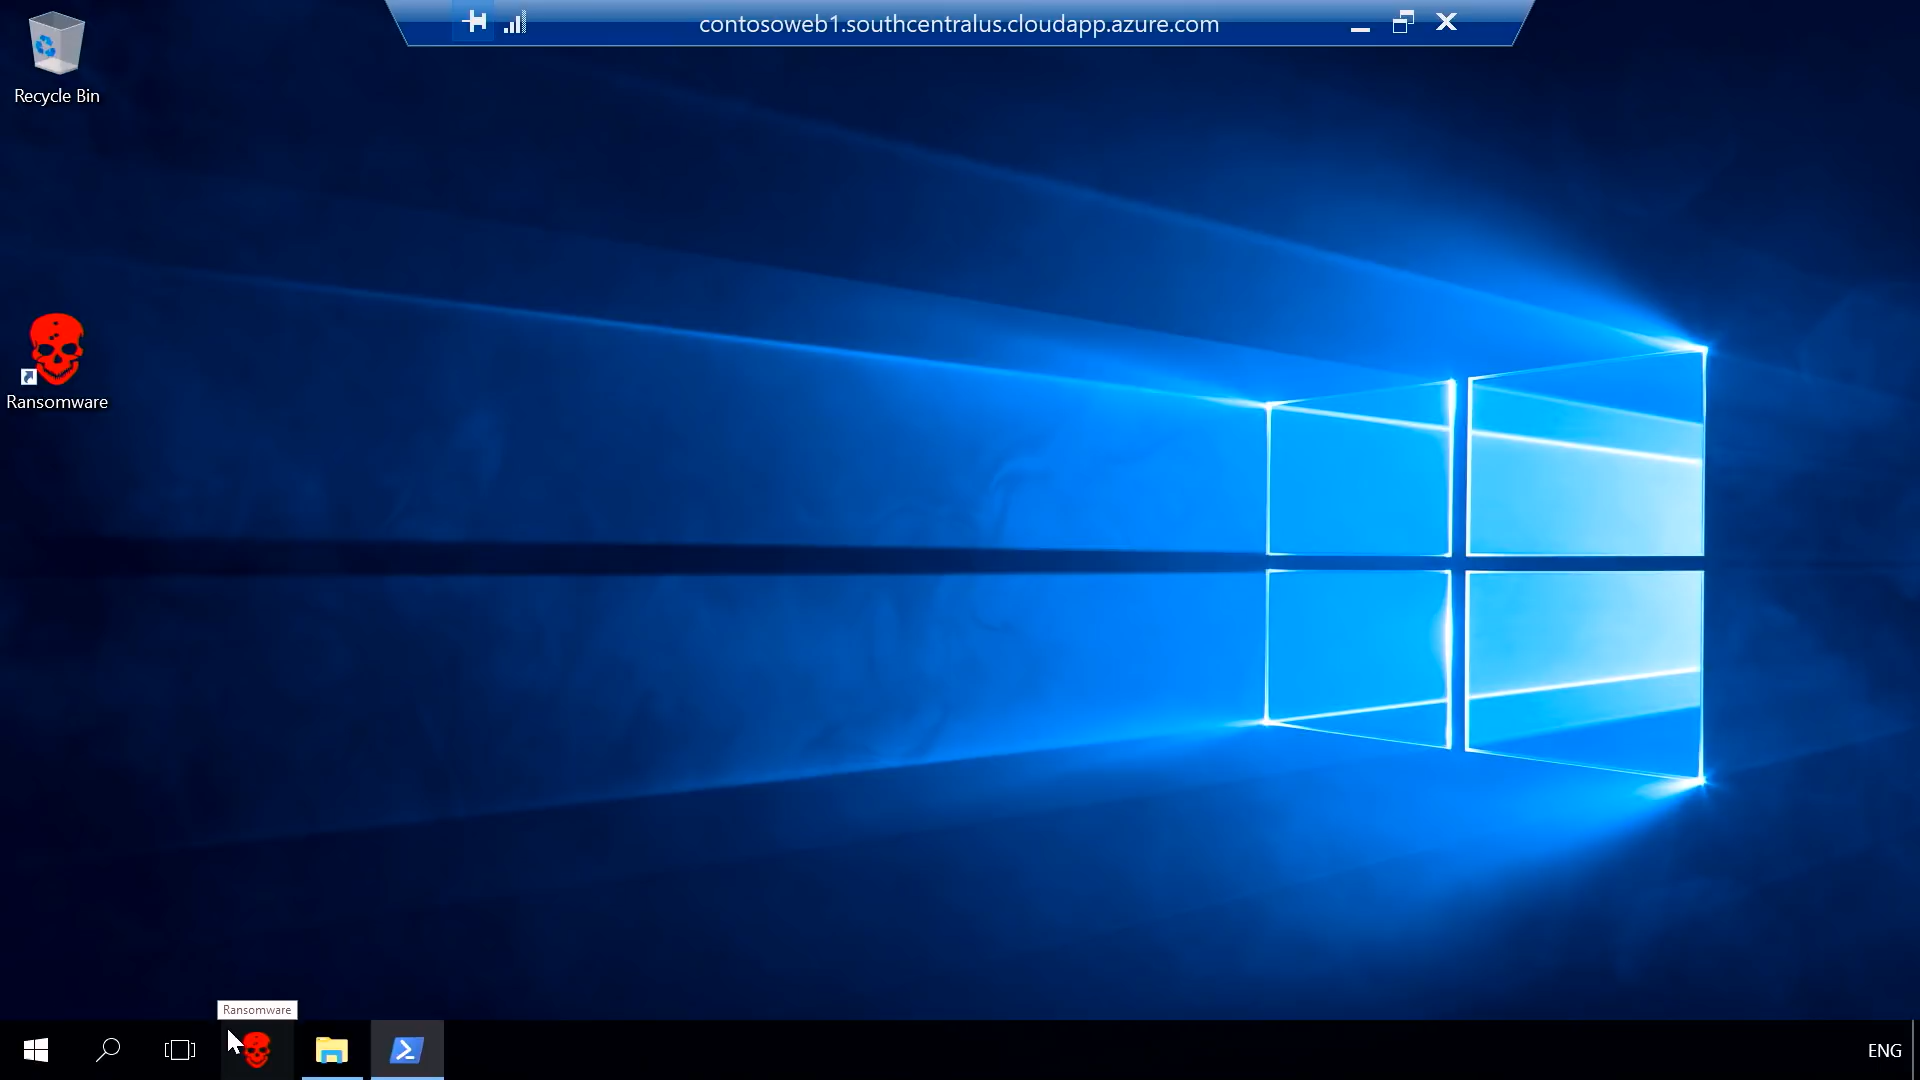 contosoweb1.southcentralus.cloudapp.azure.com
Recycle Bin
Ransomware
Ransomware
ENG